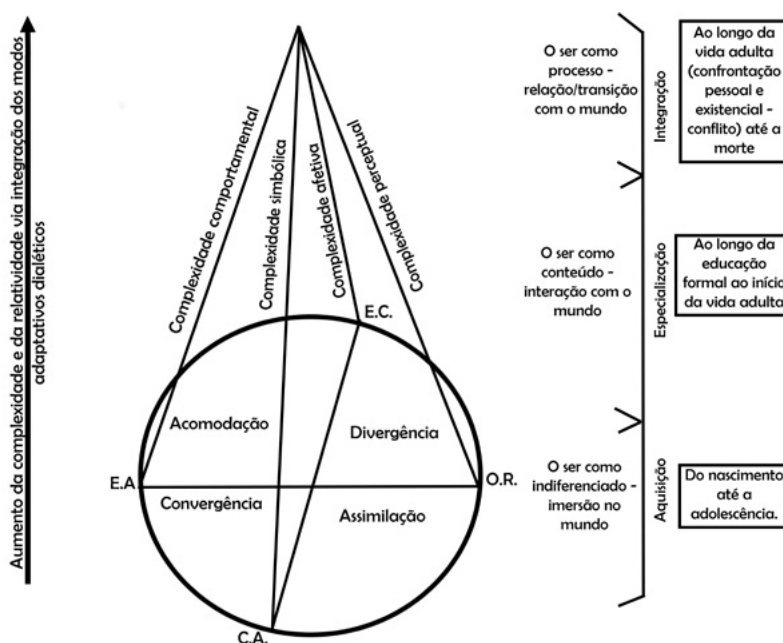 Aumento da complexidade e da relatividade via integração dos modos
adaptativos dialéticos
Complexidade comportamental
Complexidade simbólica
Complexidade afetiva
Complexidade perceptual
E.C.
Acomodação
Divergência
E.A
O.R.
Convergência
Assimilação
C.A.
O ser como
processo -
relação/transição
com o mundo
Integração
Ao longo da
vida adulta
(confrontação
pessoal e
existencial -
conflito) até a
morte
O ser como
conteúdo -
interação com o
mundo
Especialização
Ao longo da
educação
formal ao início
da vida adulta
O ser como
indiferenciado -
imersão no
mundo
Aquisição
Do nascimento
até a
adolescência.